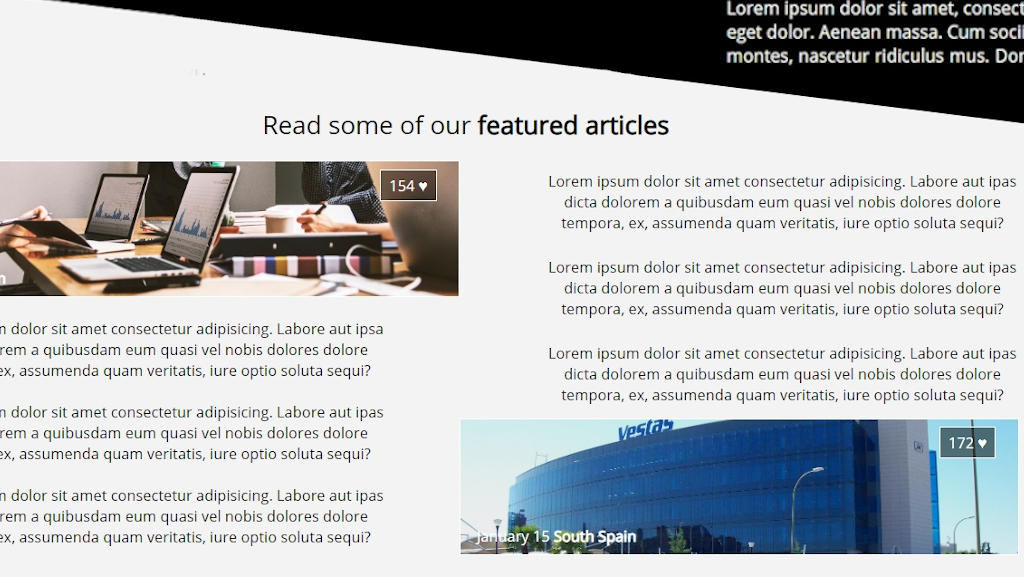 Lorem ipsum dolor sit amet, consect
eget dolor. Aenean massa. Cum socii
montes, nascetur ridiculus mus. Dor
Read some of our featured articles
154 ♥
n dolor sit amet consectetur adipisicing. Labore aut ipsa
rem a quibusdam eum quasi vel nobis dolores dolore
ex, assumenda quam veritatis, iure optio soluta sequi?
n dolor sit amet consectetur adipisicing. Labore aut ipas
rem a quibusdam eum quasi vel nobis dolores dolore
ex, assumenda quam veritatis, iure optio soluta sequi?
n dolor sit amet consectetur adipisicing. Labore aut ipas
rem a quibusdam eum quasi vel nobis dolores dolore
ex, assumenda quam veritatis, iure optio soluta sequi?
Lorem ipsum dolor sit amet consectetur adipisicing. Labore aut ipas
dicta dolorem a quibusdam eum quasi vel nobis dolores dolore
tempora, ex, assumenda quam veritatis, iure optio soluta sequi?
Lorem ipsum dolor sit amet consectetur adipisicing. Labore aut ipas
dicta dolorem a quibusdam eum quasi vel nobis dolores dolore
tempora, ex, assumenda quam veritatis, iure optio soluta sequi?
Lorem ipsum dolor sit amet consectetur adipisicing. Labore aut ipas
dicta dolorem a quibusdam eum quasi vel nobis dolores dolore
tempora, ex, assumenda quam veritatis, iure optio soluta sequi?
Vestas
172 ♥
January 15 South Spain